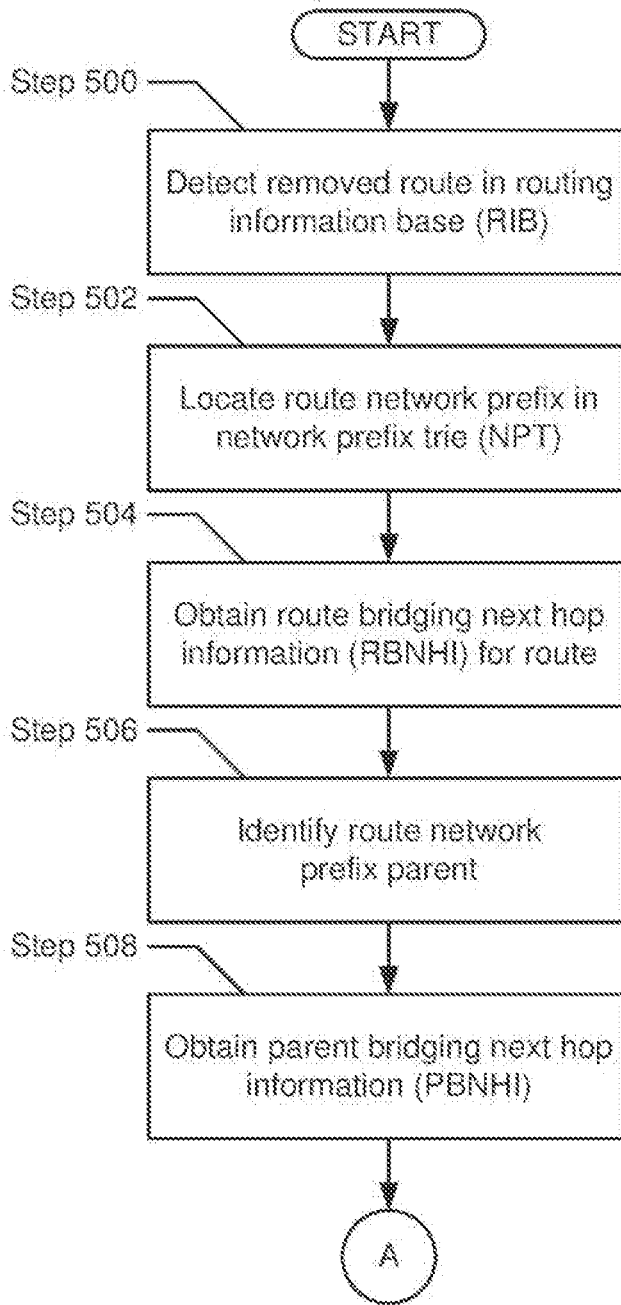 START
Step 500
Detect removed route in routing
information base (RIB)
Step 502
Locate route network prefix in
network prefix trie (NPT)
Step 504
Obtain route bridging next hop
information (RBNHI) for route
Step 506
Identify route network
prefix parent
Step 508
Obtain parent bridging next hop
information (PBNHI)
A